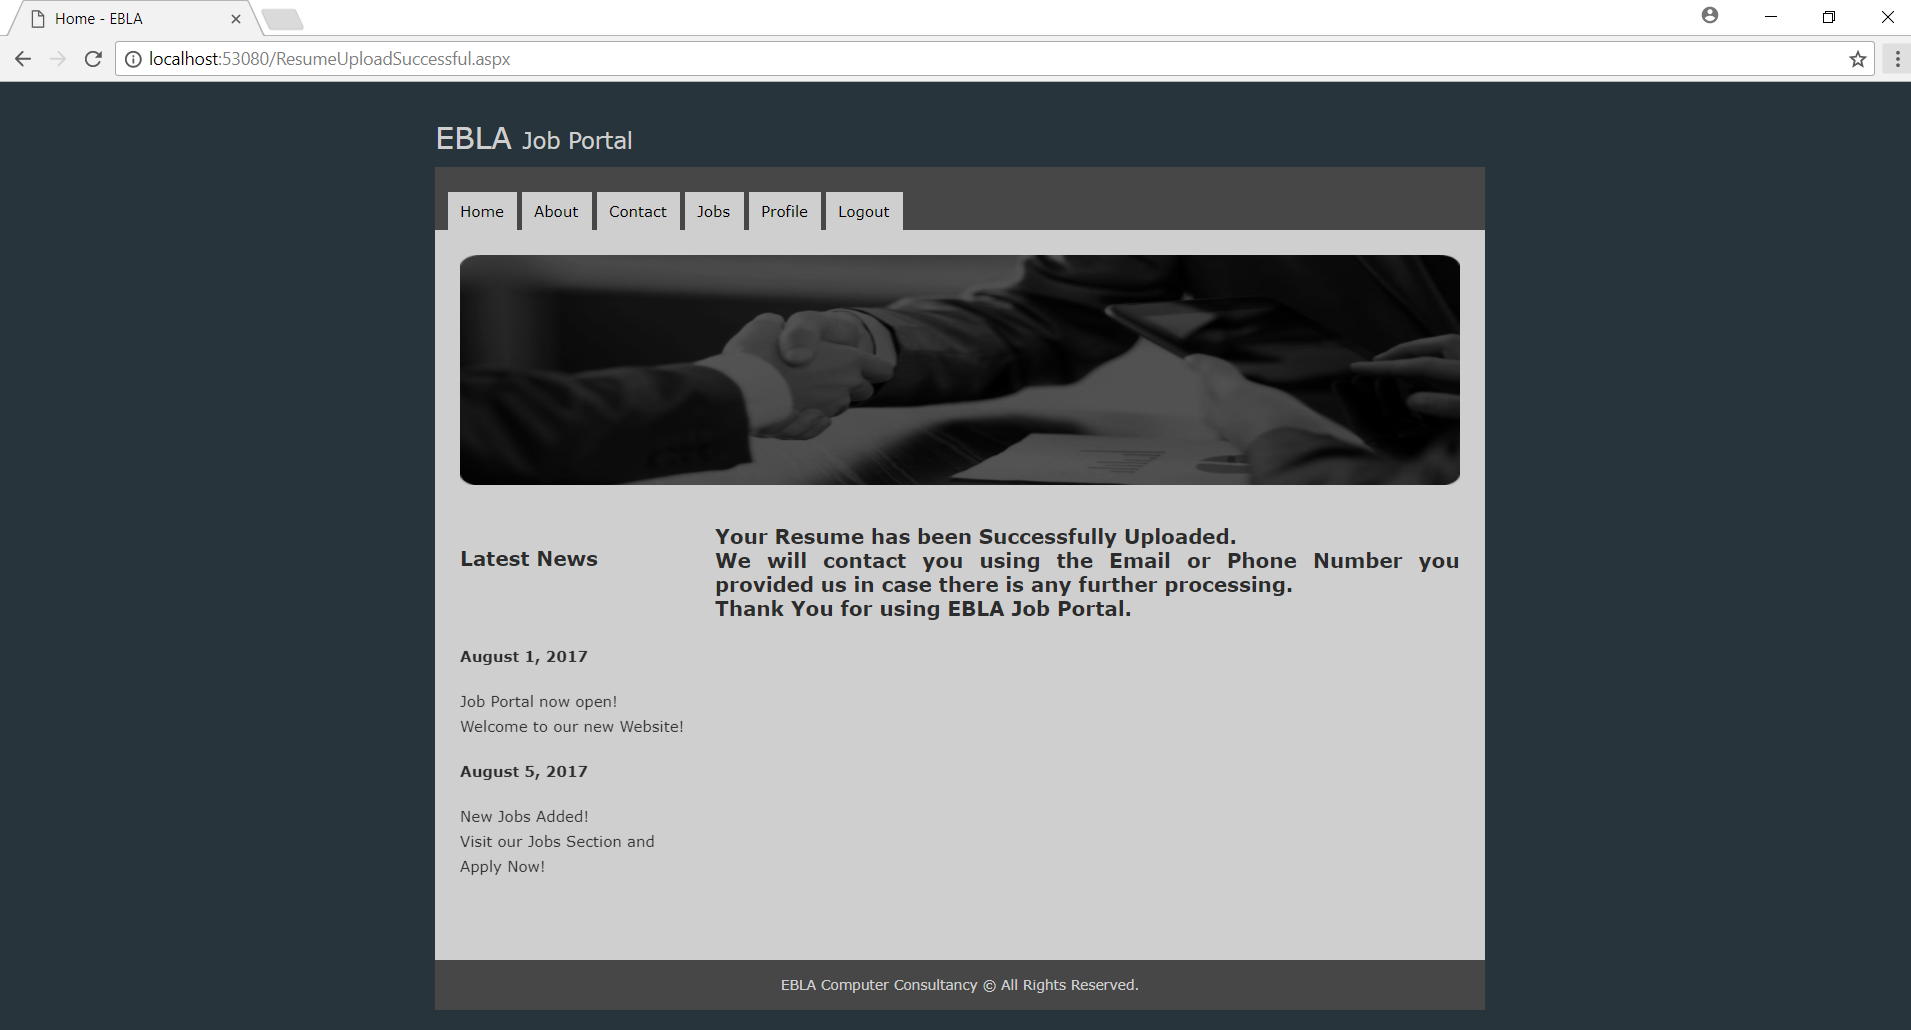 Home - EBLA
localhost:53080/ResumeUploadSuccessful.aspx
EBLA Job Portal
Home
About
Contact
Jobs
Profile
Logout
Latest News
August 1, 2017
Job Portal now open!
Welcome to our new Website!
August 5, 2017
New Jobs Added!
Visit our Jobs Section and
Apply Now!
Your Resume has been Successfully Uploaded.
We will contact you using the Email or Phone Number you
provided us in case there is any further processing.
Thank You for using EBLA Job Portal.
EBLA Computer Consultancy © All Rights Reserved.